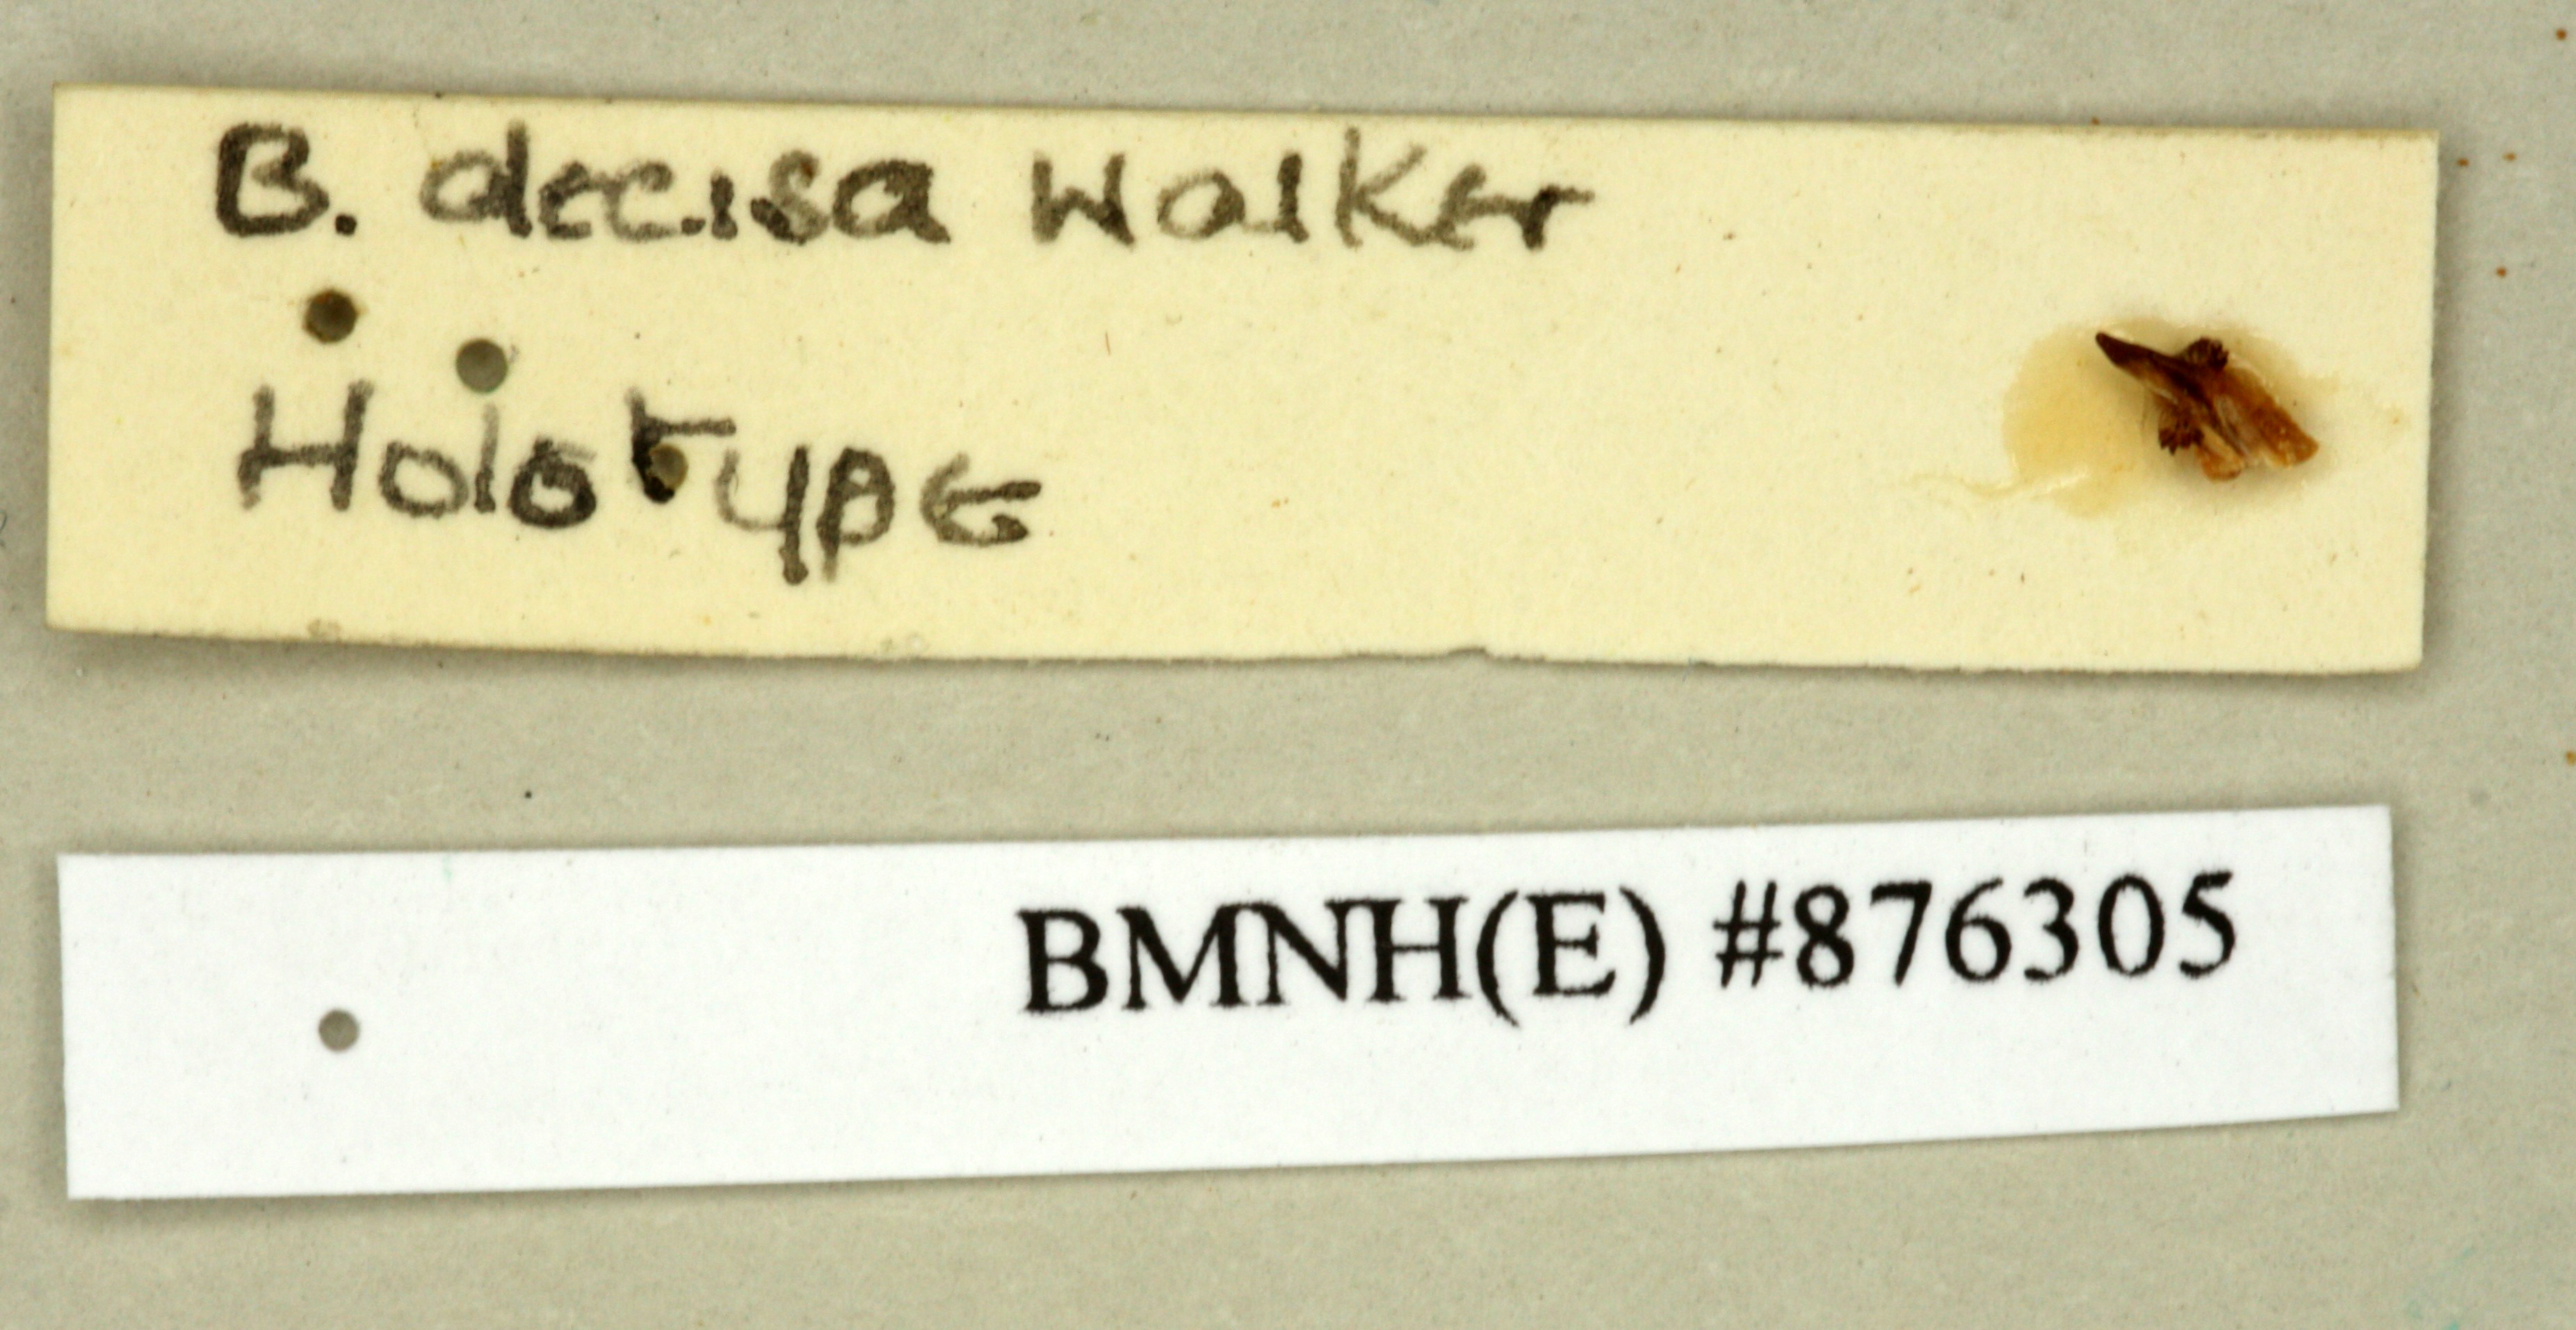 B. decisa Walker
Holotype
BMNH(E) #876305